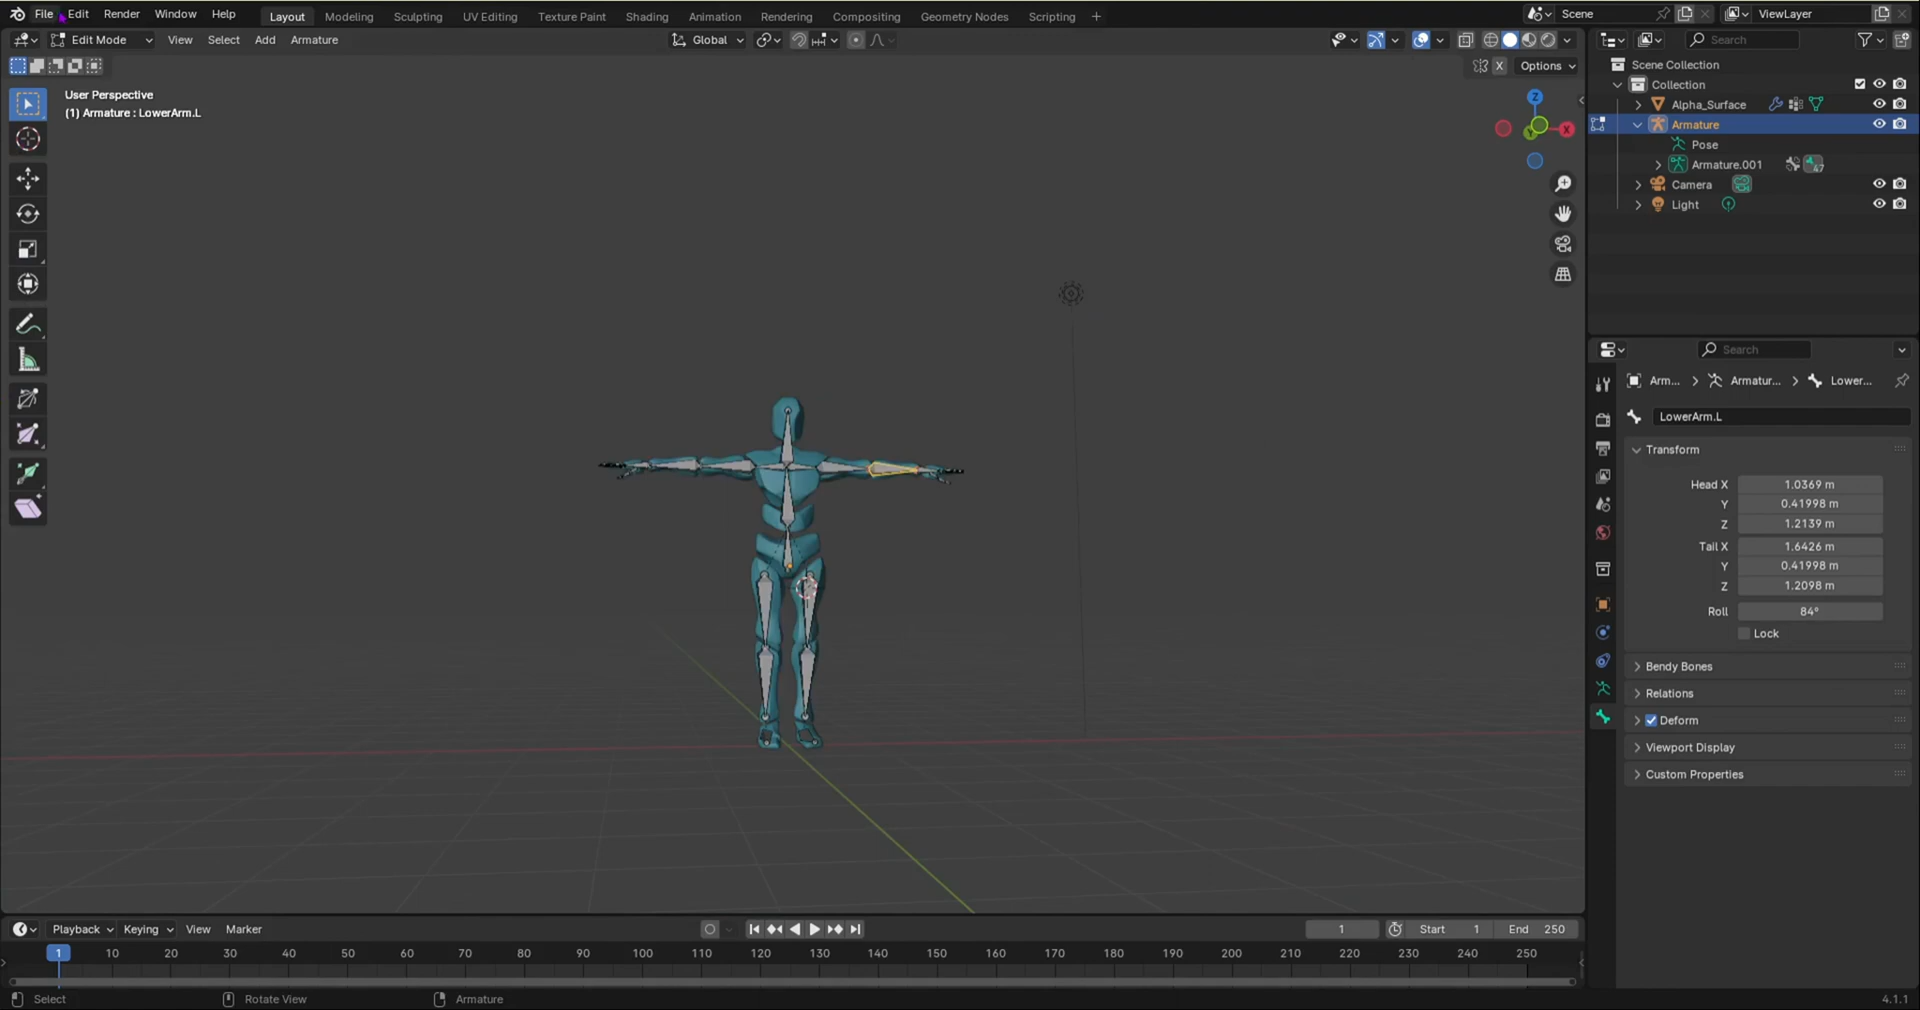 File Edit Render Window Help Layout Modeling Sculpting UV Editing Texture Paint Shading Animation Rendering Compositing Geometry Nodes Scripting + Scene ViewLayer
Edit Mode View Select Add Armature Global Search
X Options
User Perspective
(1) Armature : LowerArm.L
Z
X
Y
Scene Collection
Collection
Alpha_Surface
Armature
Pose
Armature.001 47
Camera
Light
Search
Arm... Armatur... Lower...
LowerArm.L
Transform
Head X 1.0369 m
Y 0.41998 m
Z 1.2139 m
Tail X 1.6426 m
Y 0.41998 m
Z 1.2098 m
Roll 84°
Lock
Bendy Bones
Relations
Deform
Viewport Display
Custom Properties
Playback Keying View Marker 1 Start 1 End 250
1 10 20 30 40 50 60 70 80 90 100 110 120 130 140 150 160 170 180 190 200 210 220 230 240 250
Select Rotate View Armature 4.1.1